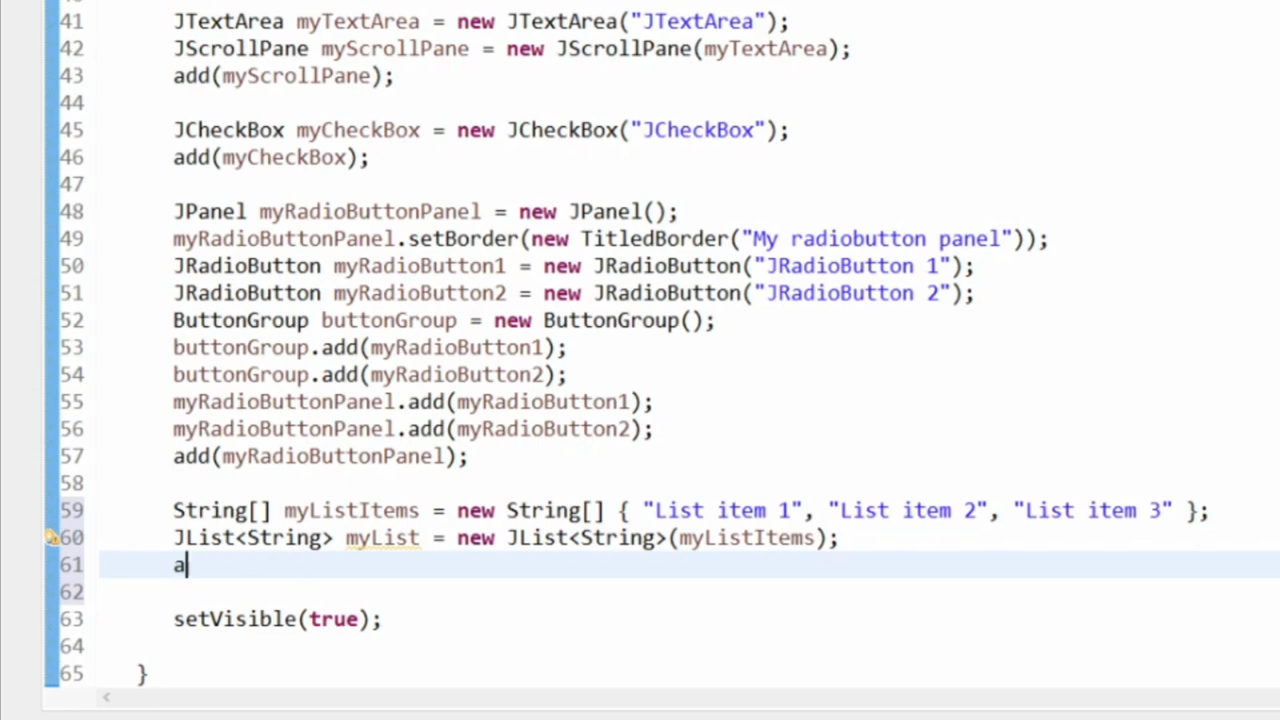 41 JTextArea myTextArea = new JTextArea("JTextArea");
42 JScrollPane myScrollPane = new JScrollPane(myTextArea);
43 add(myScrollPane);
44
45 JCheckBox myCheckBox = new JCheckBox("JCheckBox");
46 add(myCheckBox);
47
48 JPanel myRadioButtonPanel = new JPanel();
49 myRadioButtonPanel.setBorder(new TitledBorder("My radiobutton panel"));
50 JRadioButton myRadioButton1 = new JRadioButton("JRadioButton 1");
51 JRadioButton myRadioButton2 = new JRadioButton("JRadioButton 2");
52 ButtonGroup buttonGroup = new ButtonGroup();
53 buttonGroup.add(myRadioButton1);
54 buttonGroup.add(myRadioButton2);
55 myRadioButtonPanel.add(myRadioButton1);
56 myRadioButtonPanel.add(myRadioButton2);
57 add(myRadioButtonPanel);
58
59 String[] myListItems = new String[] { "List item 1", "List item 2", "List item 3" };
60 JList<String> myList = new JList<String>(myListItems);
61 a
62
63 setVisible(true);
64
65 }